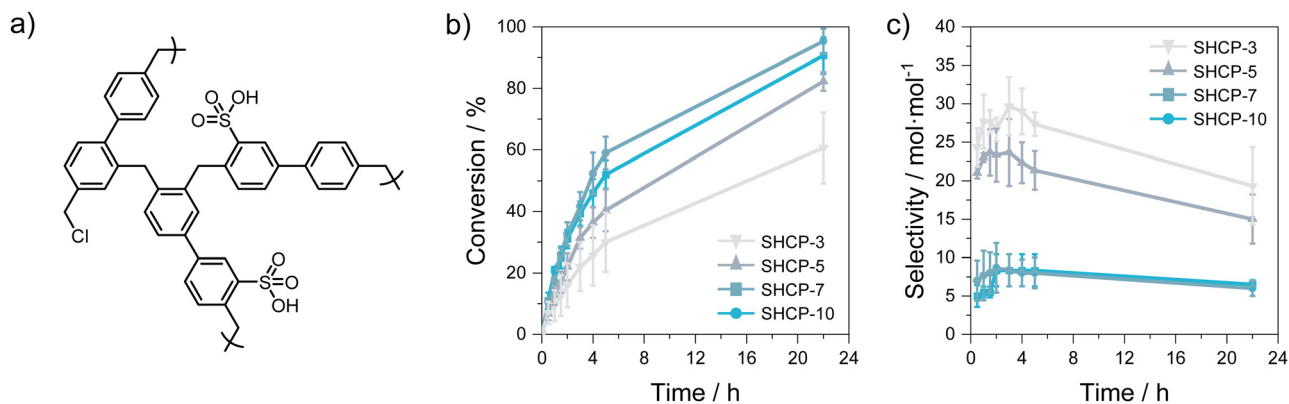 a)
O
S
OH
O
Cl
O
S
O
OH
b)
Conversion / %
100
80
60
40
20
0
0 4 8 12 16 20 24
Time / h
SHCP-3
SHCP-5
SHCP-7
SHCP-10
c)
Selectivity / mol·mol⁻¹
40
35
30
25
20
15
10
5
0
0 4 8 12 16 20 24
Time / h
SHCP-3
SHCP-5
SHCP-7
SHCP-10